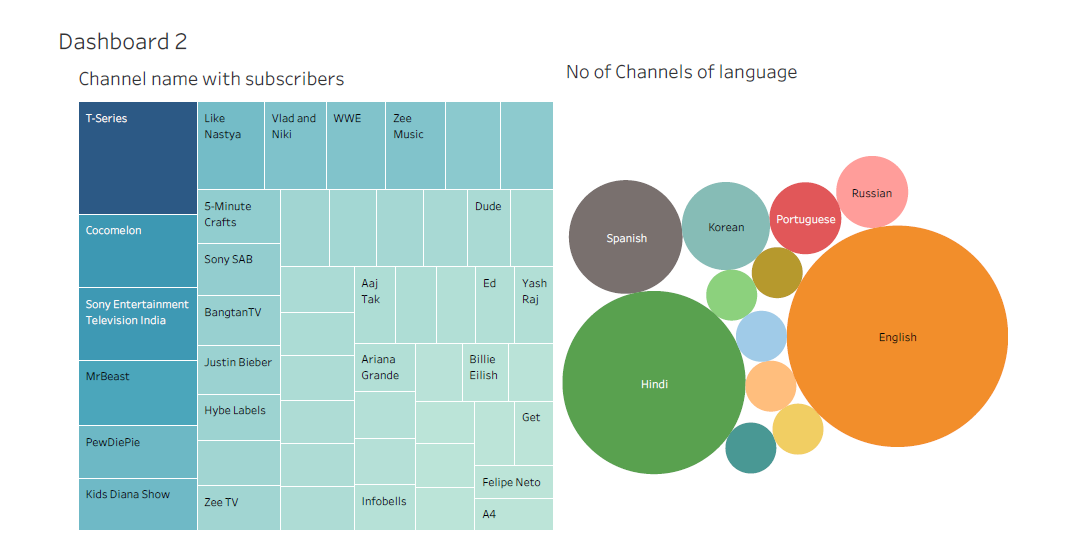 Dashboard 2
Channel name with subscribers
T-Series
Cocomelon
Sony Entertainment
Television India
MrBeast
PewDiePie
Kids Diana Show
Like
Nastya
Vlad and
Niki
WWE
Zee
Music
5-Minute
Crafts
Sony SAB
BangtanTV
Justin Bieber
Hybe Labels
Zee TV
Dude
Aaj
Tak
Ed
Yash
Raj
Ariana
Grande
Billie
Eilish
Get
Infobells
Felipe Neto
A4
No of Channels of language
Spanish
Korean
Portuguese
Russian
Hindi
English